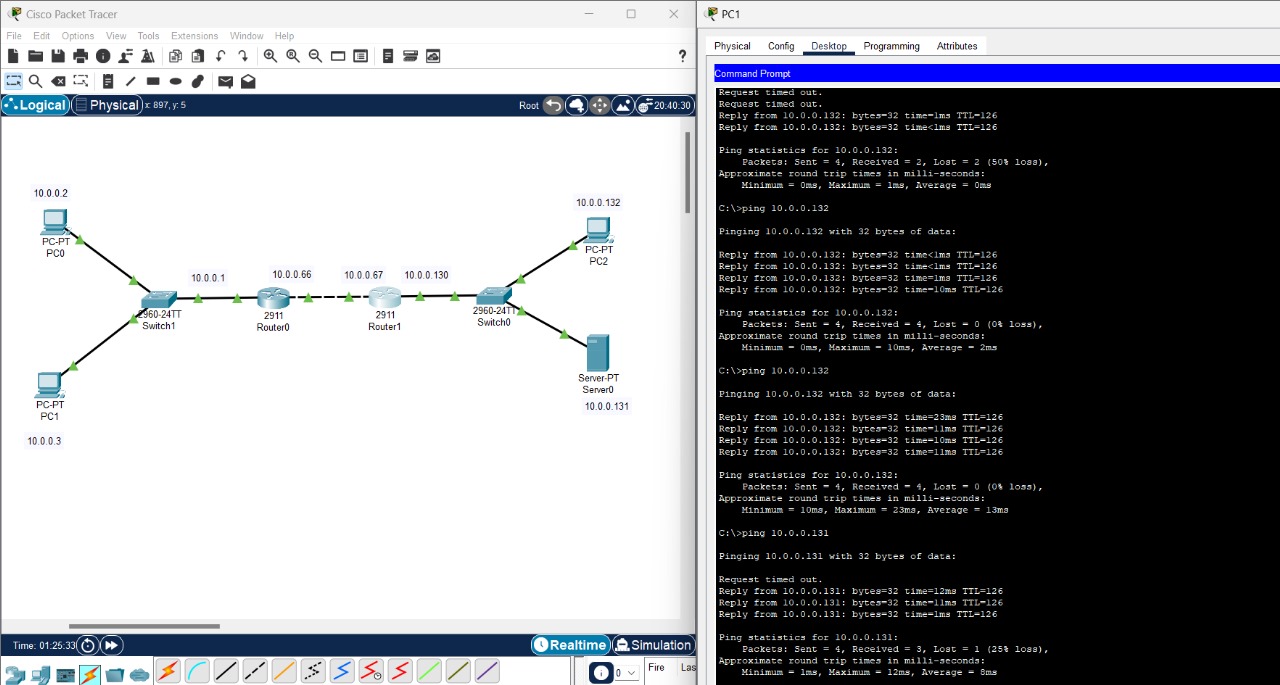 Cisco Packet Tracer
File Edit Options View Tools Extensions Window Help
?
Logical Physical x: 897, y: 5 Root 20:40:30
10.0.0.2
PC-PT
PC0
10.0.0.132
PC-PT
PC2
10.0.0.1
10.0.0.66
10.0.0.67
10.0.0.130
2960-24TT
Switch1
2911
Router0
2911
Router1
2960-24TT
Switch0
PC-PT
PC1
10.0.0.3
Server-PT
Server0
10.0.0.131
Time: 01:25:33 Realtime Simulation
0 Fire Las
PC1
Physical Config Desktop Programming Attributes
Command Prompt
Request timed out.
Request timed out.
Reply from 10.0.0.132: bytes=32 time=1ms TTL=126
Reply from 10.0.0.132: bytes=32 time<1ms TTL=126
Ping statistics for 10.0.0.132:
Packets: Sent = 4, Received = 2, Lost = 2 (50% loss),
Approximate round trip times in milli-seconds:
Minimum = 0ms, Maximum = 1ms, Average = 0ms
C:\>ping 10.0.0.132
Pinging 10.0.0.132 with 32 bytes of data:
Reply from 10.0.0.132: bytes=32 time<1ms TTL=126
Reply from 10.0.0.132: bytes=32 time<1ms TTL=126
Reply from 10.0.0.132: bytes=32 time=1ms TTL=126
Reply from 10.0.0.132: bytes=32 time=10ms TTL=126
Ping statistics for 10.0.0.132:
Packets: Sent = 4, Received = 4, Lost = 0 (0% loss),
Approximate round trip times in milli-seconds:
Minimum = 0ms, Maximum = 10ms, Average = 2ms
C:\>ping 10.0.0.132
Pinging 10.0.0.132 with 32 bytes of data:
Reply from 10.0.0.132: bytes=32 time=23ms TTL=126
Reply from 10.0.0.132: bytes=32 time=11ms TTL=126
Reply from 10.0.0.132: bytes=32 time=10ms TTL=126
Reply from 10.0.0.132: bytes=32 time=11ms TTL=126
Ping statistics for 10.0.0.132:
Packets: Sent = 4, Received = 4, Lost = 0 (0% loss),
Approximate round trip times in milli-seconds:
Minimum = 10ms, Maximum = 23ms, Average = 13ms
C:\>ping 10.0.0.131
Pinging 10.0.0.131 with 32 bytes of data:
Request timed out.
Reply from 10.0.0.131: bytes=32 time=12ms TTL=126
Reply from 10.0.0.131: bytes=32 time=11ms TTL=126
Reply from 10.0.0.131: bytes=32 time=1ms TTL=126
Ping statistics for 10.0.0.131:
Packets: Sent = 4, Received = 3, Lost = 1 (25% loss),
Approximate round trip times in milli-seconds:
Minimum = 1ms, Maximum = 12ms, Average = 8ms